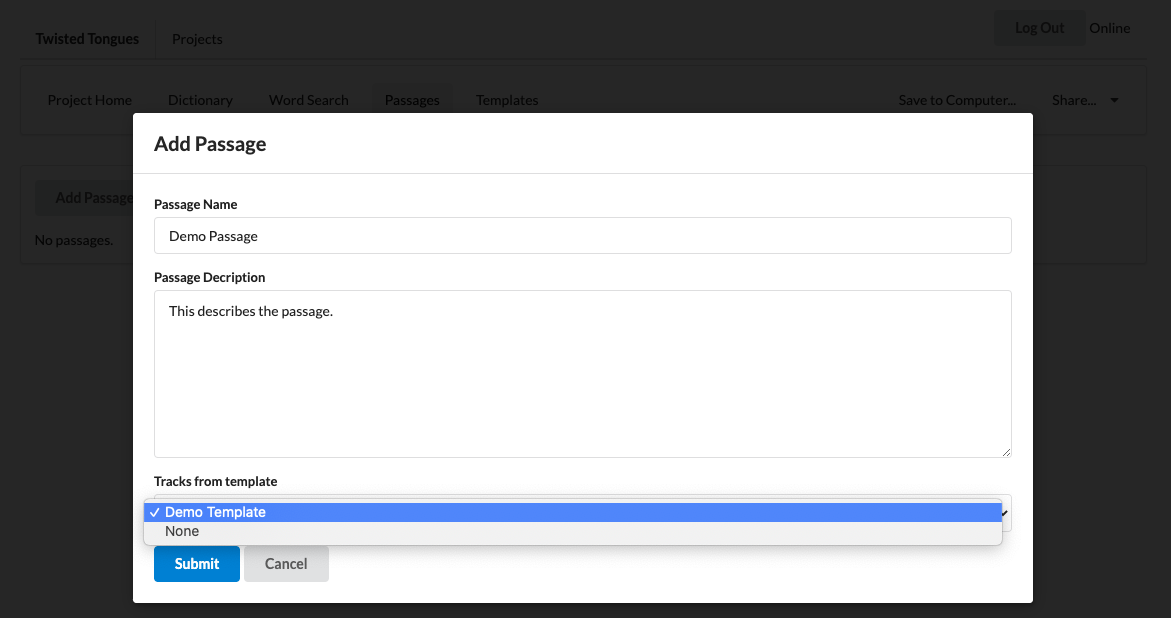 Twisted Tongues Projects Log Out Online
Project Home Dictionary Word Search Passages Templates Save to Computer... Share...
Add Passage
No passages.
Add Passage
Passage Name
Demo Passage
Passage Decription
This describes the passage.
Tracks from template
✓ Demo Template
None
Submit Cancel